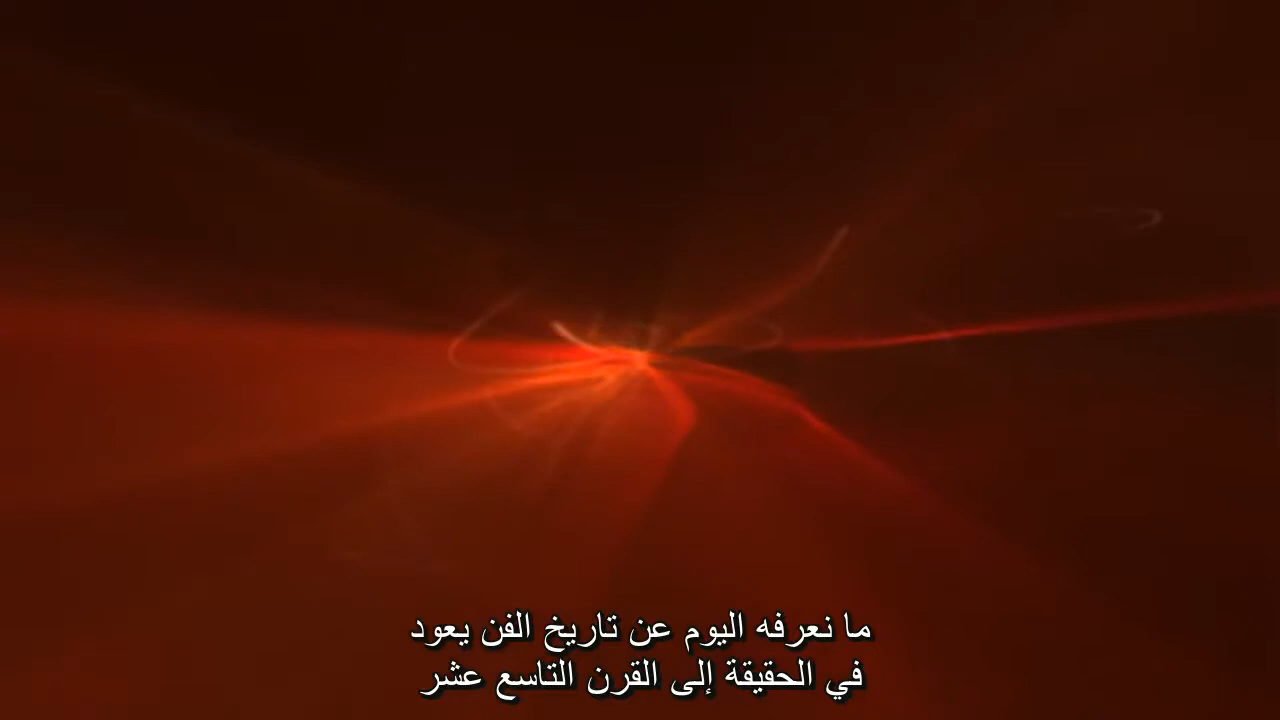 ما نعرفه اليوم عن تاريخ الفن يعود
في الحقيقة إلى القرن التاسع عشر